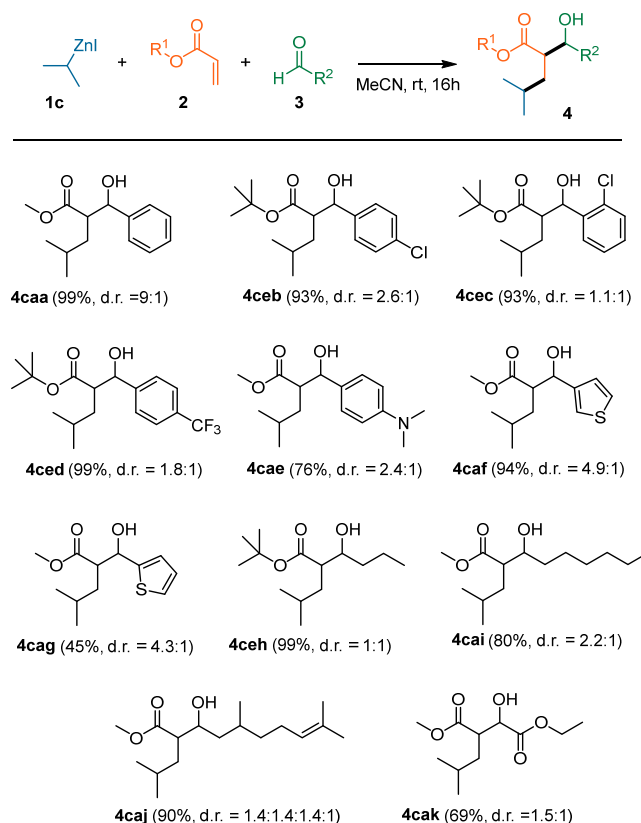 ZnI + R¹ O O + O H R² → R¹ O O OH R²
1c 2 3 MeCN, rt, 16h 4
O OH O OH O OH Cl
O O O
Cl
4caa (99%, d.r. =9:1) 4ceb (93%, d.r. = 2.6:1) 4cec (93%, d.r. = 1.1:1)
O OH O OH O OH
O O O
CF₃ N S
4ced (99%, d.r. = 1.8:1) 4cae (76%, d.r. = 2.4:1) 4caf (94%, d.r. = 4.9:1)
O OH O OH O OH
O O O
S
4cag (45%, d.r. = 4.3:1) 4ceh (99%, d.r. = 1:1) 4cai (80%, d.r. = 2.2:1)
O OH O OH
O O O
O
4caj (90%, d.r. = 1.4:1.4:1.4:1) 4cak (69%, d.r. =1.5:1)